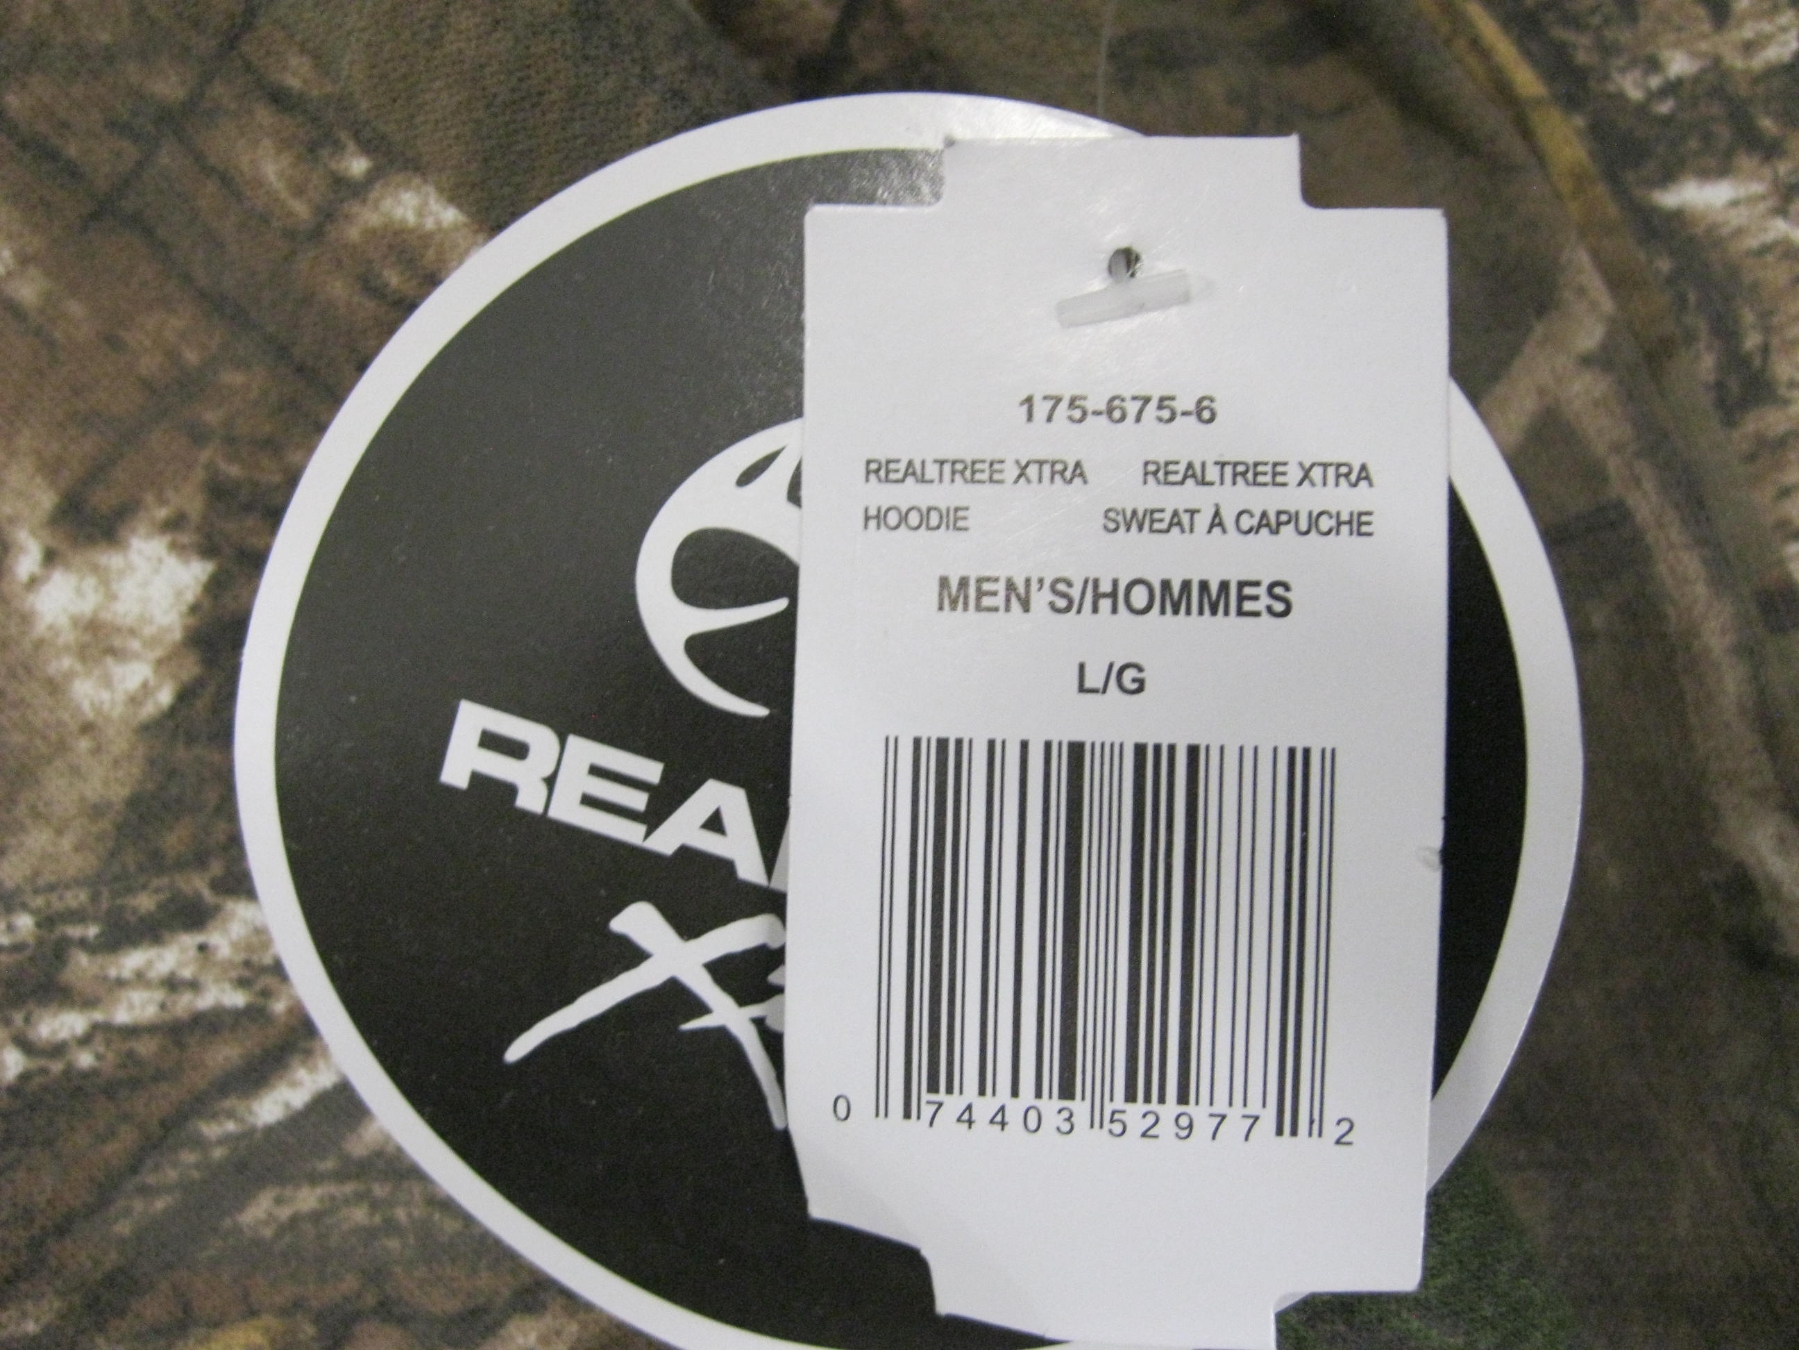 175-675-6
REALTREE XTRA REALTREE XTRA
HOODIE SWEAT À CAPUCHE
MEN'S/HOMMES
L/G
0 74403 52977 2
REA
X